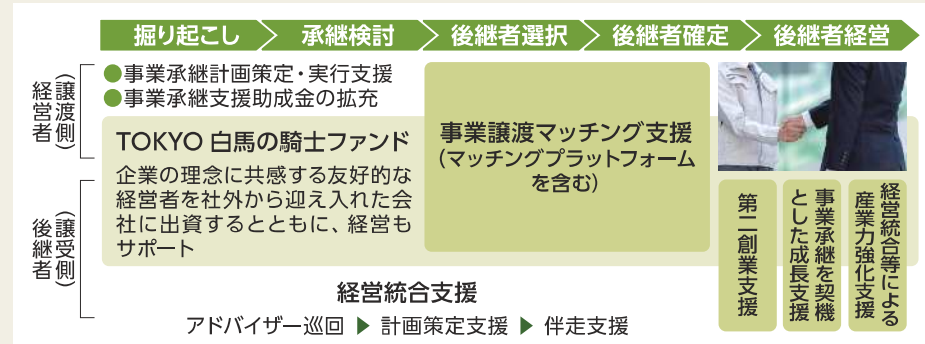 掘り起こし
承継検討
後継者選択
後継者確定
後継者経営
経営者
(譲渡側)
●事業承継計画策定・実行支援
●事業承継支援助成金の拡充
TOKYO 白馬の騎士ファンド
企業の理念に共感する友好的な
経営者を社外から迎え入れた会
社に出資するとともに、経営も
サポート
事業譲渡マッチング支援
(マッチングプラットフォーム
を含む)
後継者
(譲受側)
第二創業支援
事業承継を契機
とした成長支援
経営統合等による
産業力強化支援
経営統合支援
アドバイザー巡回 ▶ 計画策定支援 ▶ 伴走支援